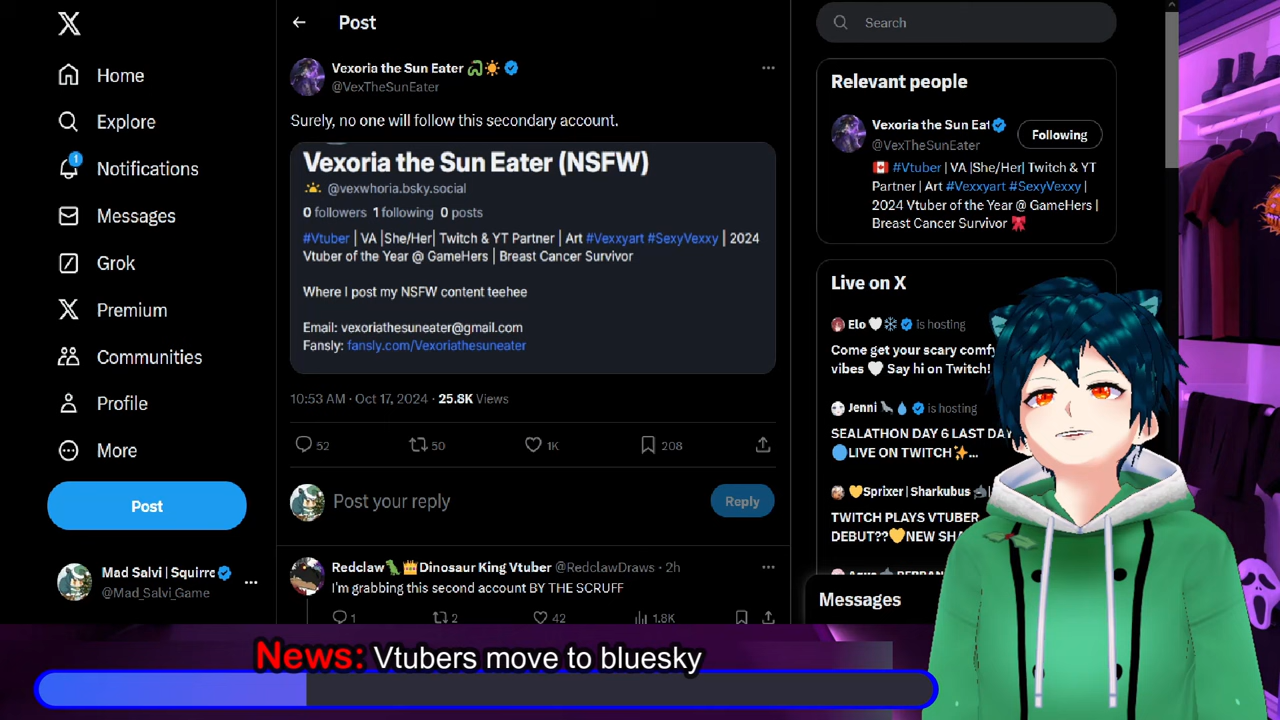 Home
Explore
1
Notifications
Messages
Grok
Premium
Communities
Profile
More
Post
Mad Salvi | Squirre
@Mad_Salvi_Game
Post
Vexoria the Sun Eater
@VexTheSunEater
Surely, no one will follow this secondary account.
Vexoria the Sun Eater (NSFW)
@vexwhoria.bsky.social
0 followers 1 following 0 posts
#Vtuber | VA |She/Her| Twitch & YT Partner | Art #Vexxyart #SexyVexxy | 2024
Vtuber of the Year @ GameHers | Breast Cancer Survivor
Where I post my NSFW content teehee
Email: vexoriathesuneater@gmail.com
Fansly: fansly.com/Vexoriathesuneater
10:53 AM · Oct 17, 2024 · 25.8K Views
52 50 1K 208
Post your reply
Reply
Redclaw Dinosaur King Vtuber @RedclawDraws · 2h
I'm grabbing this second account BY THE SCRUFF
1 2 42 1.8K
Search
Relevant people
Vexoria the Sun Eat
@VexTheSunEater
Following
#Vtuber | VA |She/Her| Twitch & YT
Partner | Art #Vexxyart #SexyVexxy |
2024 Vtuber of the Year @ GameHers |
Breast Cancer Survivor
Live on X
Elo is hosting
Come get your scary comfy
vibes Say hi on Twitch!
Jenni is hosting
SEALATHON DAY 6 LAST DA
LIVE ON TWITCH ...
Sprixer | Sharkubus
TWITCH PLAYS VTUBER
DEBUT?? NEW SHA
Messages
News: Vtubers move to bluesky